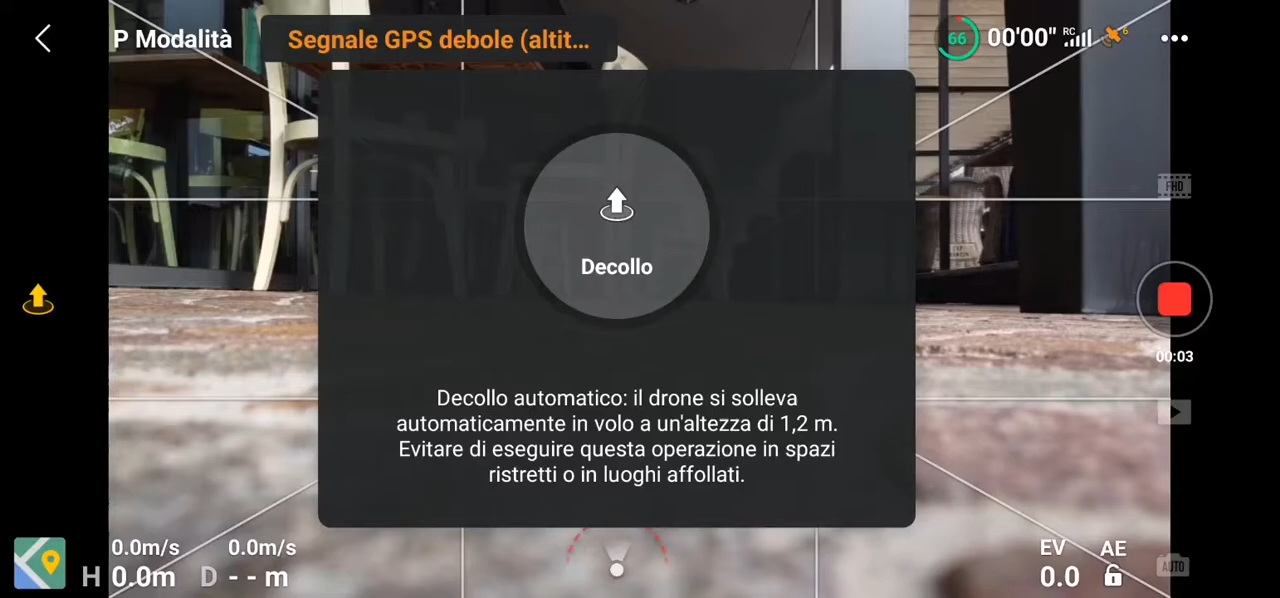 P Modalità
Segnale GPS debole (altit...
66
00'00"
RC
6
Decollo
FHD
00:03
Decollo automatico: il drone si solleva
automaticamente in volo a un'altezza di 1,2 m.
Evitare di eseguire questa operazione in spazi
ristretti o in luoghi affollati.
0.0m/s 0.0m/s
H 0.0m D - - m
EV AE
0.0
AUTO